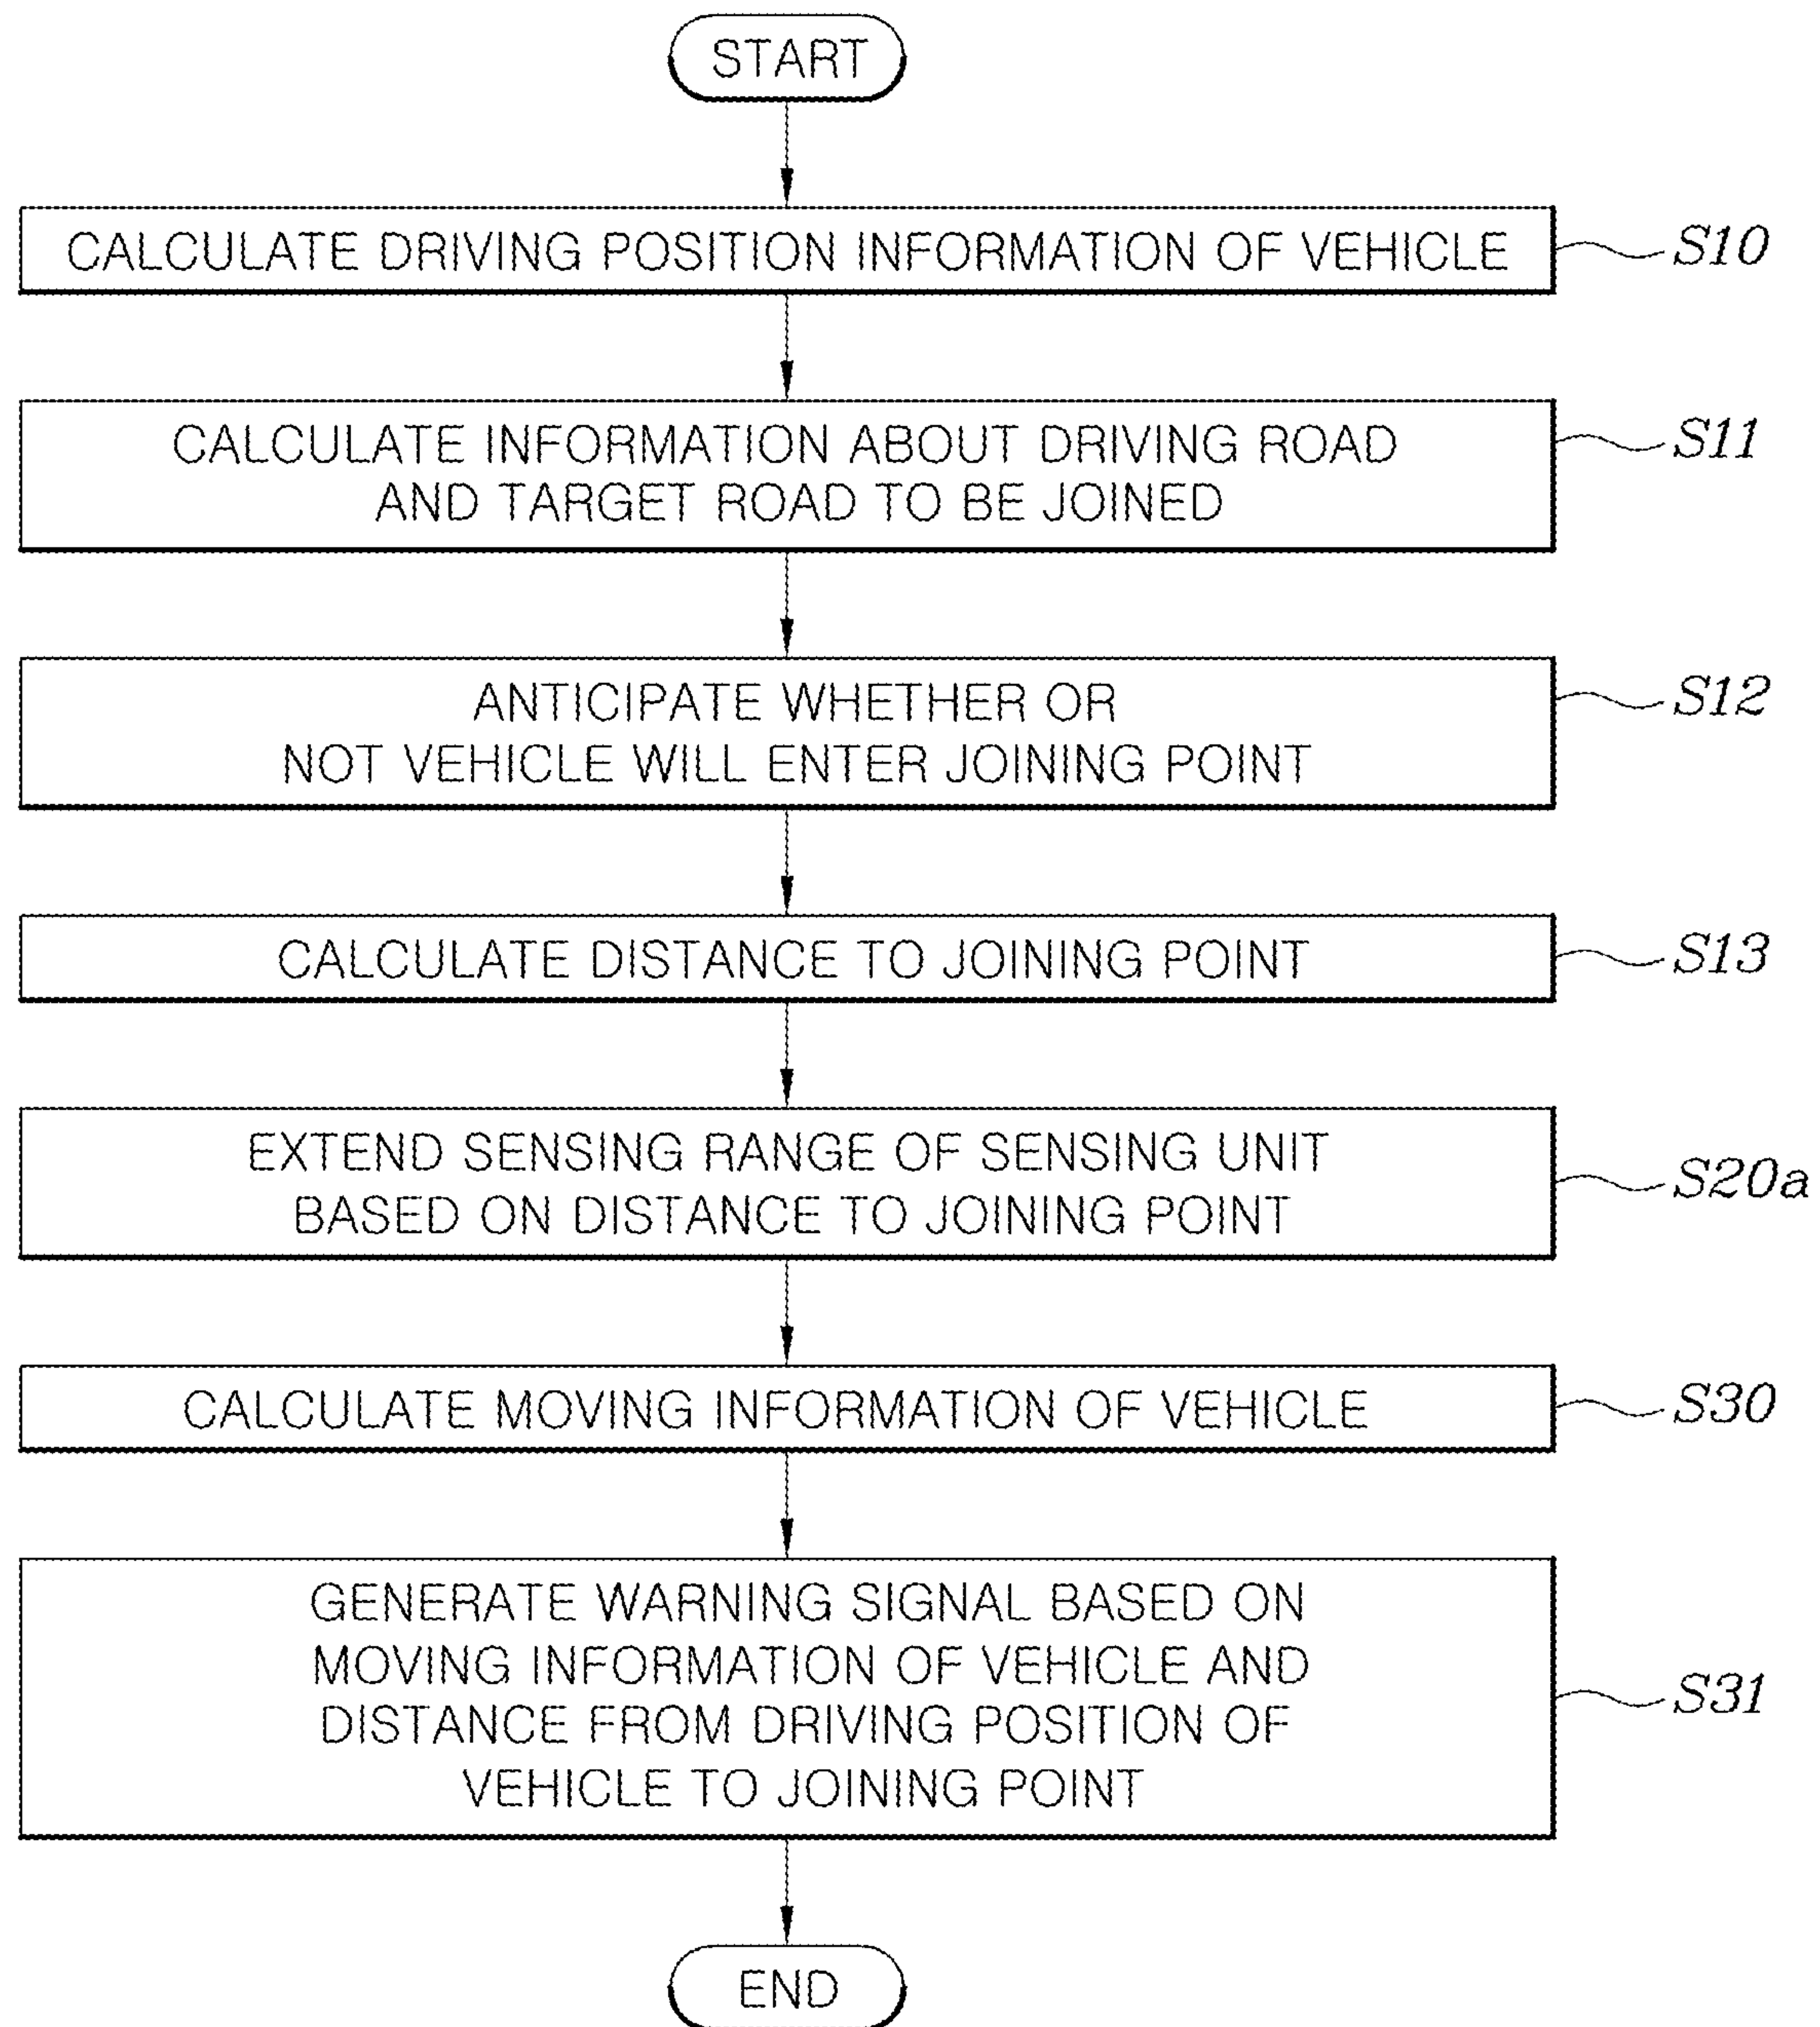 START
CALCULATE DRIVING POSITION INFORMATION OF VEHICLE
S10
CALCULATE INFORMATION ABOUT DRIVING ROAD
AND TARGET ROAD TO BE JOINED
S11
ANTICIPATE WHETHER OR
NOT VEHICLE WILL ENTER JOINING POINT
S12
CALCULATE DISTANCE TO JOINING POINT
S13
EXTEND SENSING RANGE OF SENSING UNIT
BASED ON DISTANCE TO JOINING POINT
S20a
CALCULATE MOVING INFORMATION OF VEHICLE
S30
GENERATE WARNING SIGNAL BASED ON
MOVING INFORMATION OF VEHICLE AND
DISTANCE FROM DRIVING POSITION OF
VEHICLE TO JOINING POINT
S31
END